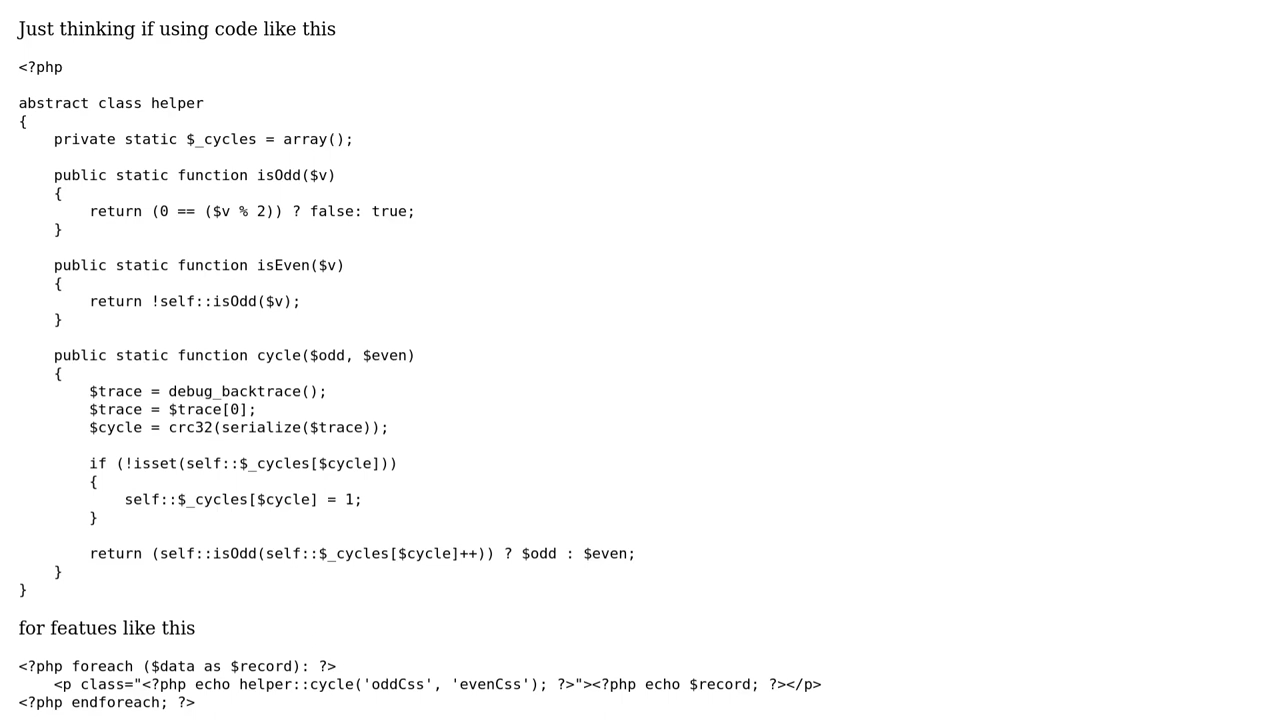 Just thinking if using code like this
<?php
abstract class helper
{
    private static $_cycles = array();
    public static function isOdd($v)
    {
        return (0 == ($v % 2)) ? false: true;
    }
    public static function isEven($v)
    {
        return !self::isOdd($v);
    }
    public static function cycle($odd, $even)
    {
        $trace = debug_backtrace();
        $trace = $trace[0];
        $cycle = crc32(serialize($trace));
        if (!isset(self::$_cycles[$cycle]))
        {
            self::$_cycles[$cycle] = 1;
        }
        return (self::isOdd(self::$_cycles[$cycle]++)) ? $odd : $even;
    }
}
for featues like this
<?php foreach ($data as $record): ?>
    <p class="<?php echo helper::cycle('oddCss', 'evenCss'); ?>"><?php echo $record; ?></p>
<?php endforeach; ?>